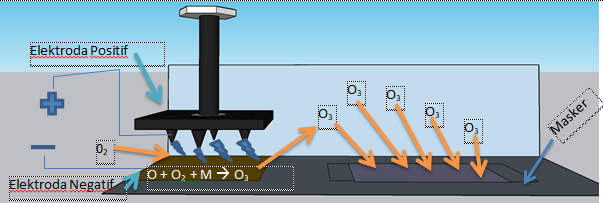 Elektroda Positif
O₃
O₃
O₃
O₃
O₃
Masker
O₂
O + O₂ + M → O₃
Elektroda Negatif